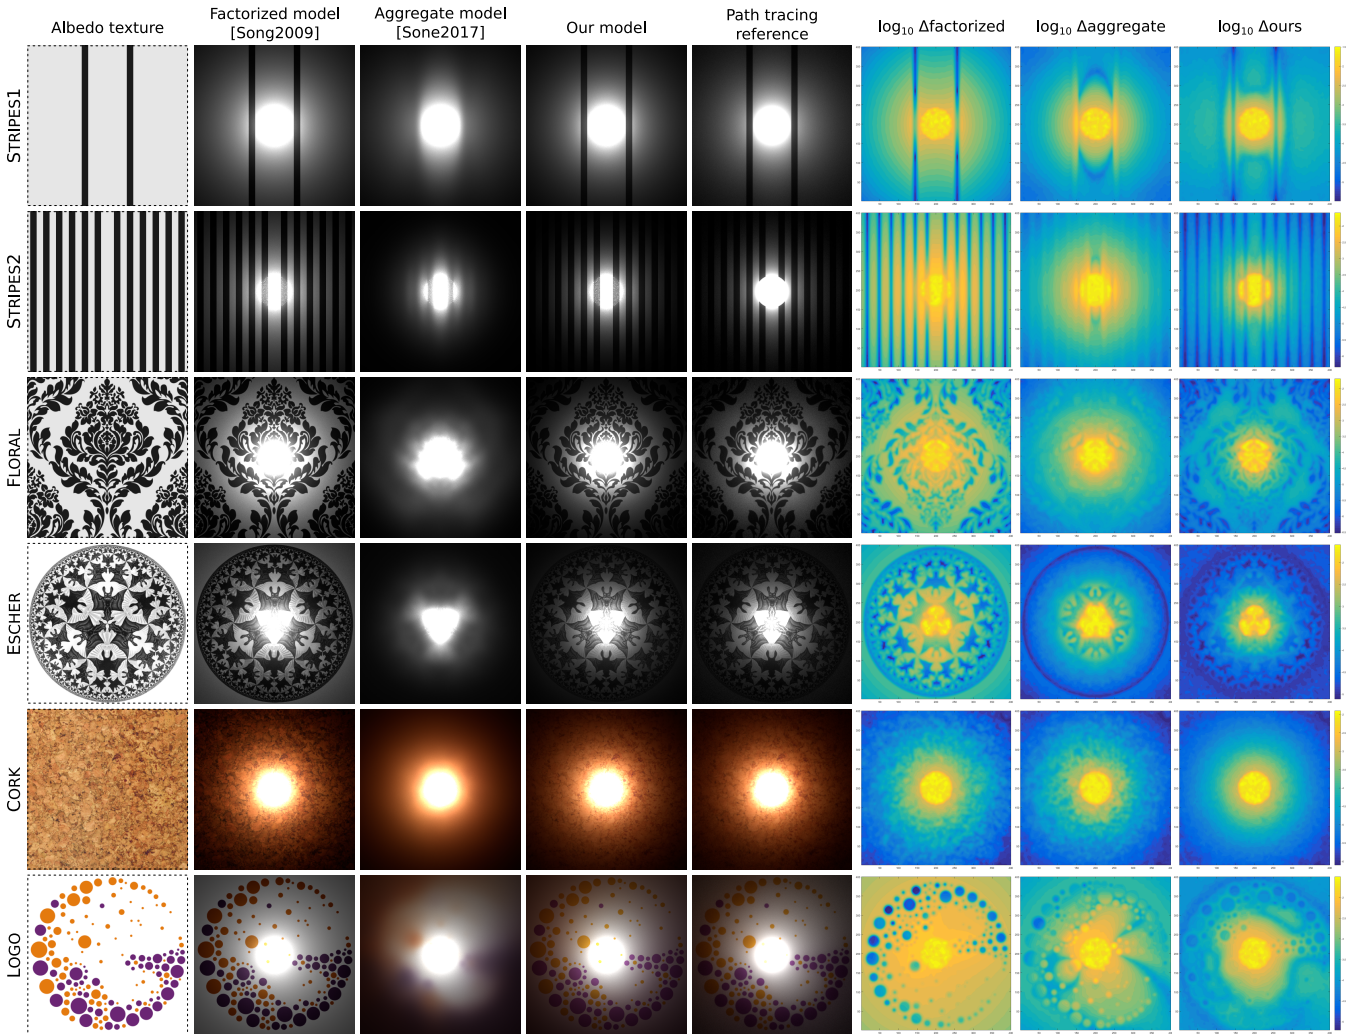 Albedo texture
Factorized model
[Song2009]
Aggregate model
[Sone2017]
Our model
Path tracing
reference
log₁₀ Δfactorized
log₁₀ Δaggregate
log₁₀ Δours
STRIPES1
STRIPES2
FLORAL
ESCHER
CORK
LOGO